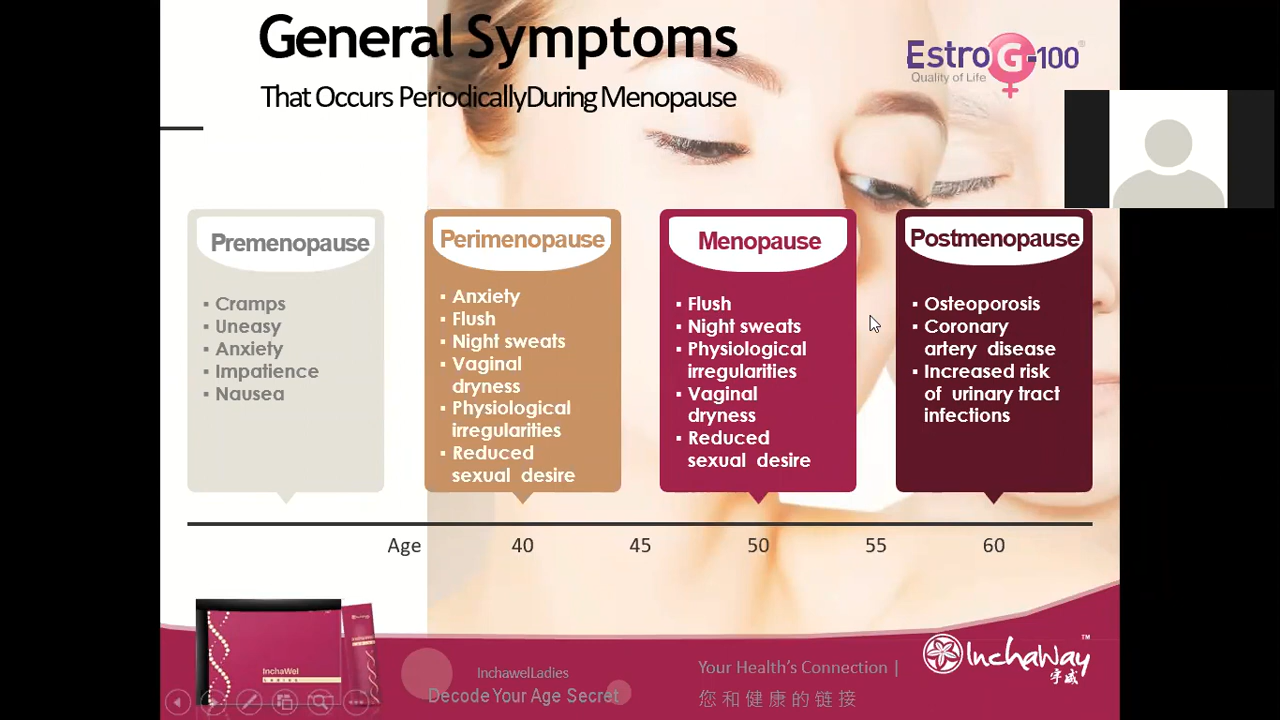 General Symptoms
That Occurs PeriodicallyDuring Menopause
EstroG-100
®
Quality of Life
Premenopause
▪ Cramps
▪ Uneasy
▪ Anxiety
▪ Impatience
▪ Nausea
Perimenopause
▪ Anxiety
▪ Flush
▪ Night sweats
▪ Vaginal
dryness
▪ Physiological
irregularities
▪ Reduced
sexual desire
Menopause
▪ Flush
▪ Night sweats
▪ Physiological
irregularities
▪ Vaginal
dryness
▪ Reduced
sexual desire
Postmenopause
▪ Osteoporosis
▪ Coronary
artery disease
▪ Increased risk
of urinary tract
infections
Age 40 45 50 55 60
InchaWel
LADIES
InchawelLadies
Decode Your Age Secret
Your Health's Connection |
您和健康的链接
InchaWay™
宇威